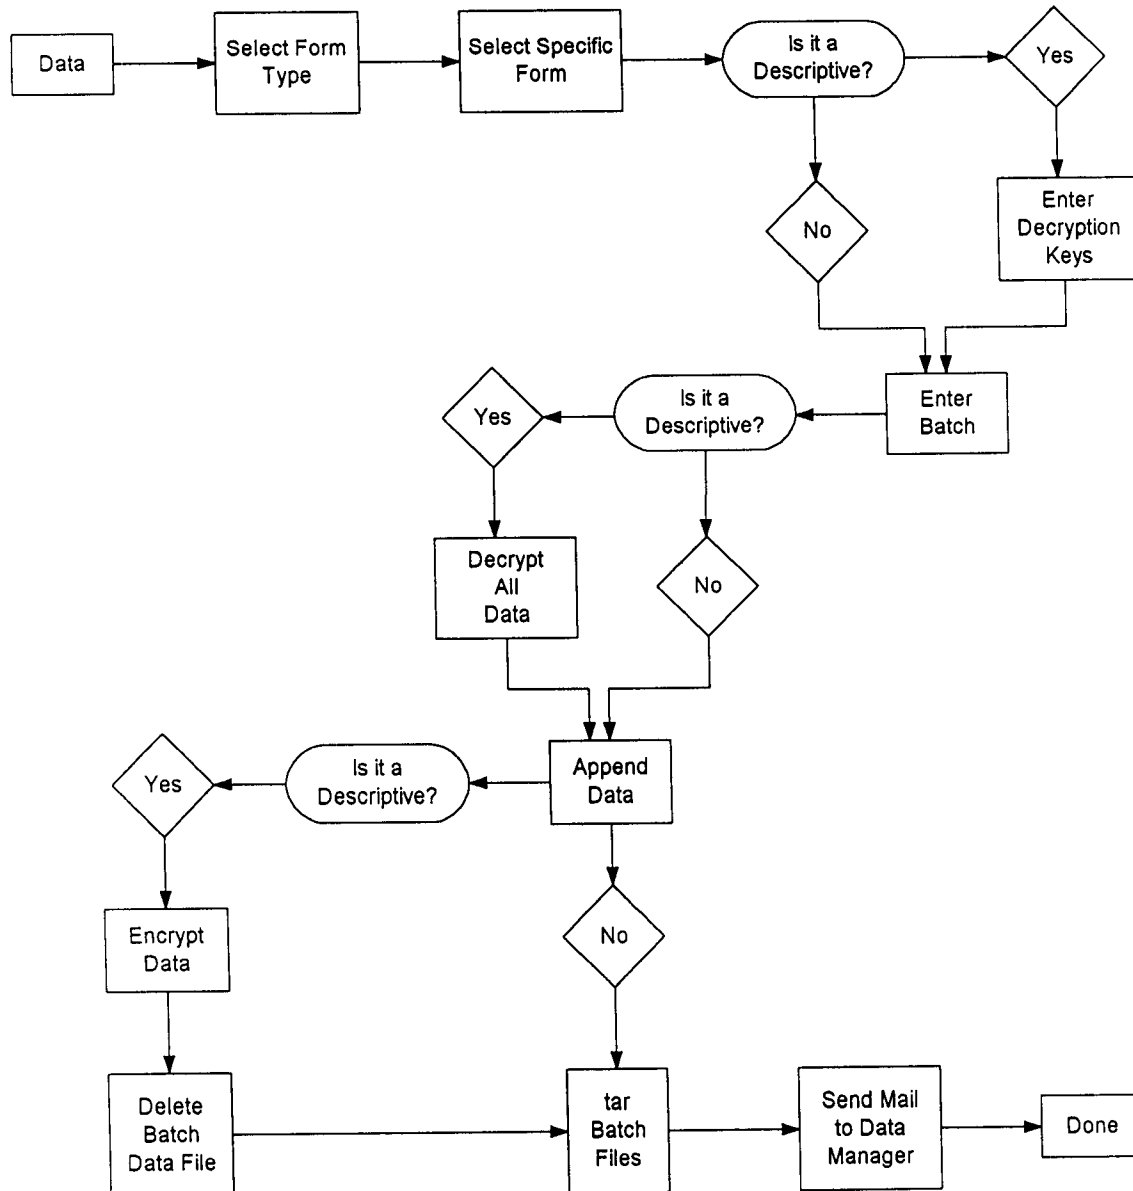 Data
Select Form
Type
Select Specific
Form
Is it a
Descriptive?
Yes
No
Enter
Decryption
Keys
Yes
Is it a
Descriptive?
Enter
Batch
Decrypt
All
Data
No
Yes
Is it a
Descriptive?
Append
Data
Encrypt
Data
No
Delete
Batch
Data File
tar
Batch
Files
Send Mail
to Data
Manager
Done